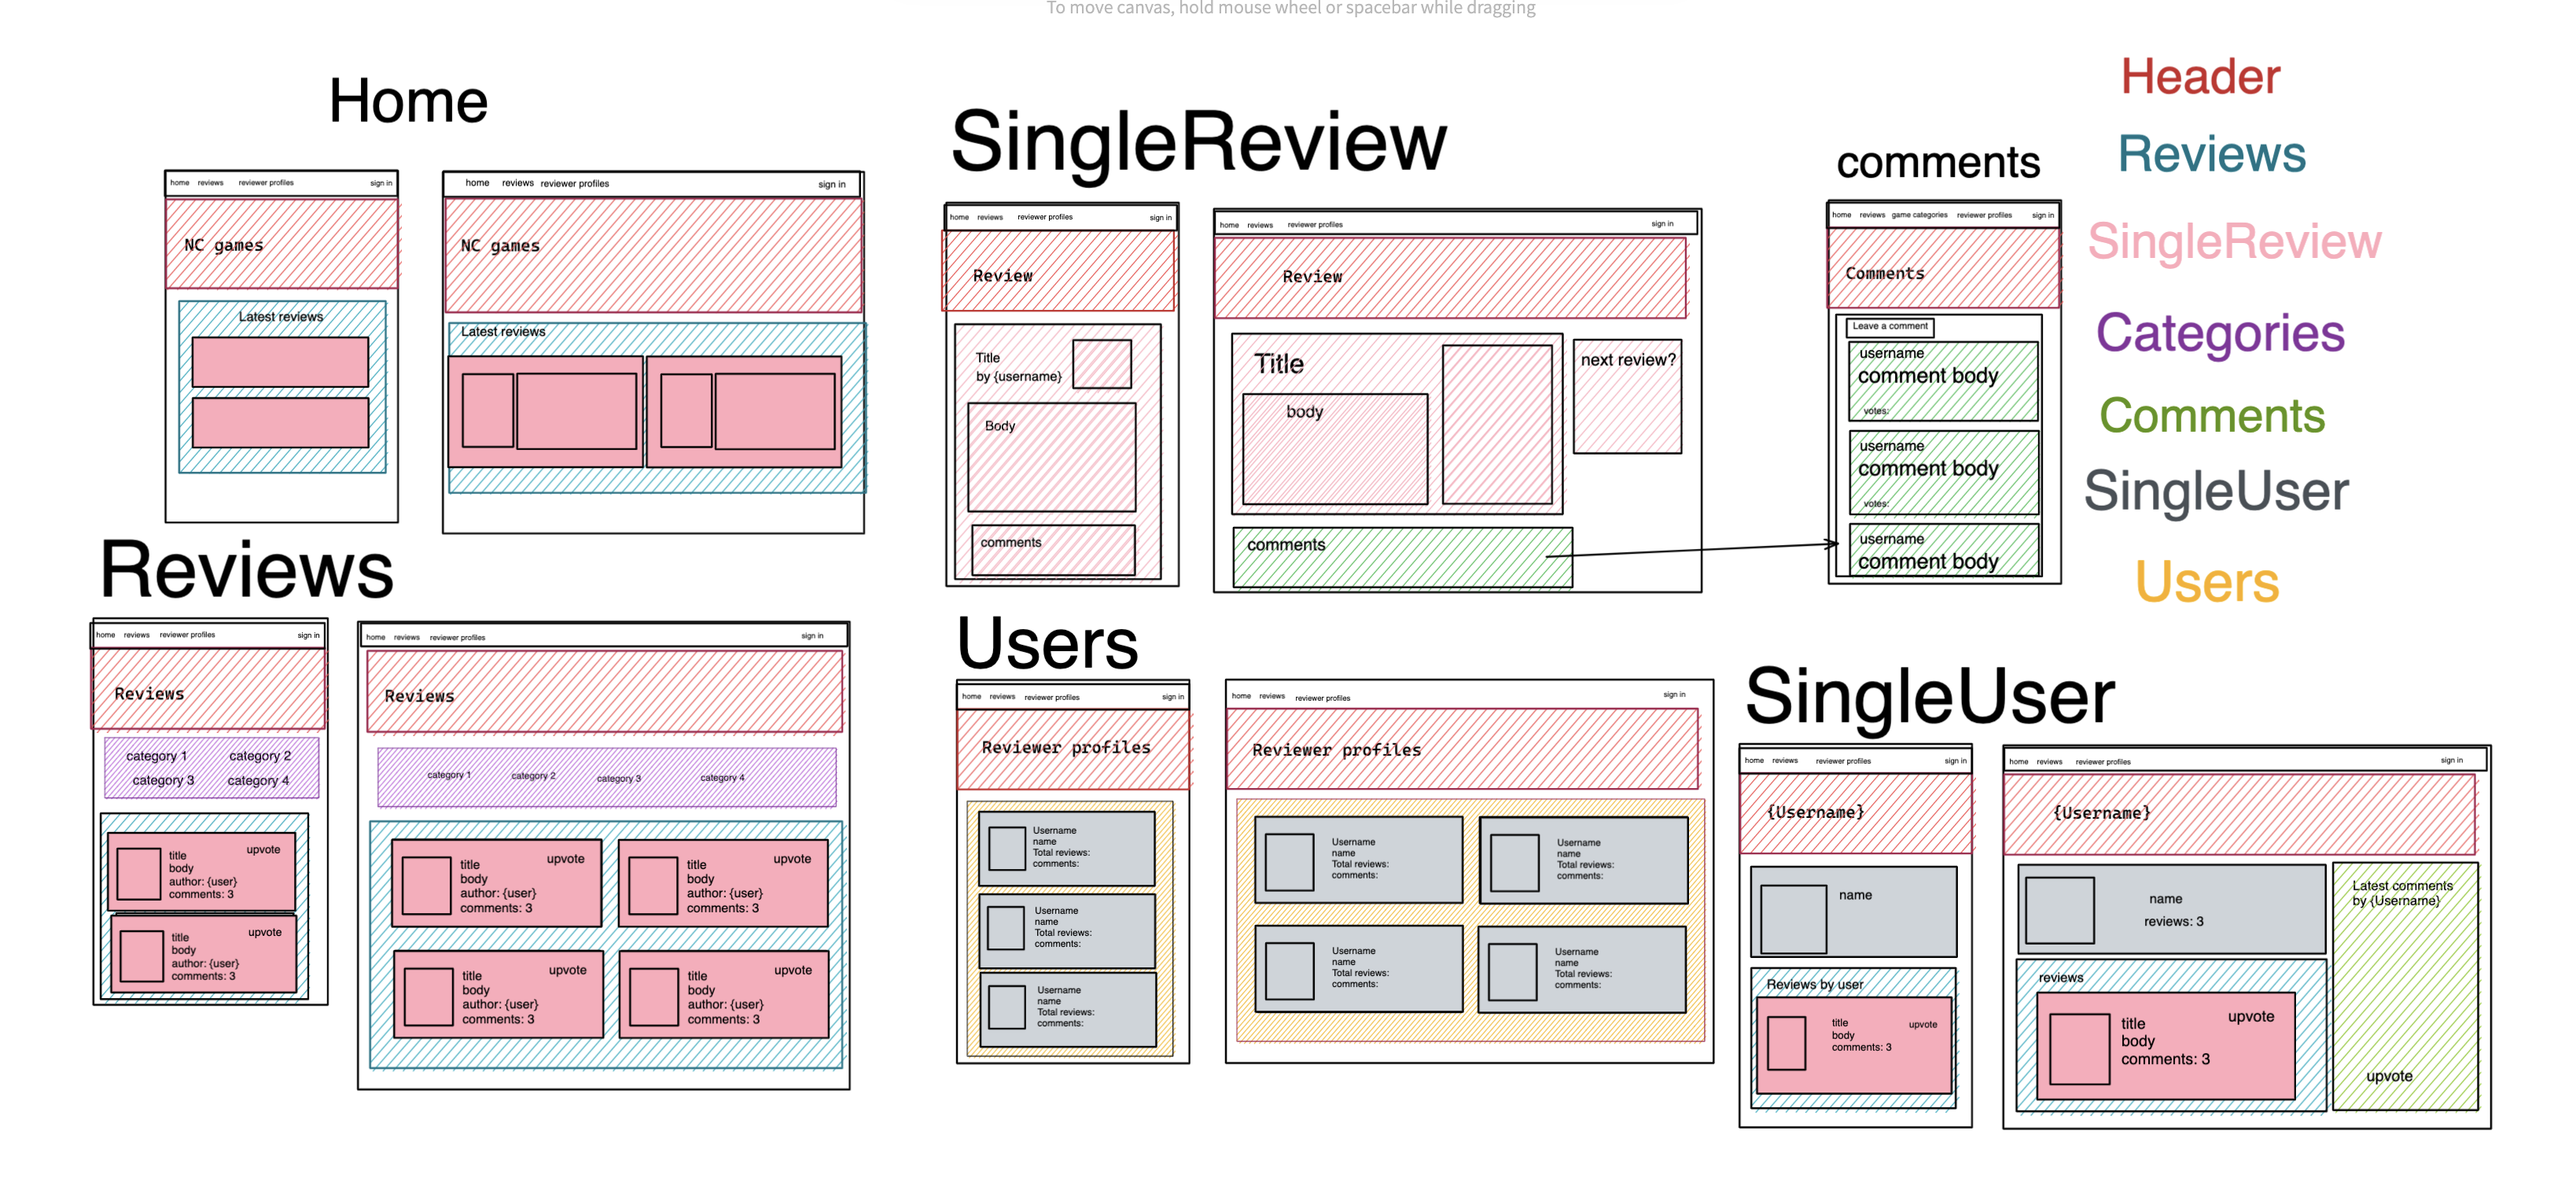 To move canvas, hold mouse wheel or spacebar while dragging
Home
home reviews reviewer profiles sign in
NC games
Latest reviews
home reviews reviewer profiles sign in
NC games
Latest reviews
SingleReview
home reviews reviewer profiles sign in
Review
Title
by {username}
Body
comments
home reviews reviewer profiles sign in
Review
Title
body
next review?
comments
comments
home reviews game categories reviewer profiles sign in
Comments
Leave a comment
username
comment body
votes:
username
comment body
votes:
username
comment body
Header
Reviews
SingleReview
Categories
Comments
SingleUser
Users
Reviews
home reviews reviewer profiles sign in
Reviews
category 1 category 2
category 3 category 4
title
body
author: {user}
comments: 3
upvote
title
body
author: {user}
comments: 3
upvote
home reviews reviewer profiles sign in
Reviews
category 1 category 2 category 3 category 4
title
body
author: {user}
comments: 3
upvote
title
body
author: {user}
comments: 3
upvote
title
body
author: {user}
comments: 3
upvote
title
body
author: {user}
comments: 3
upvote
Users
home reviews reviewer profiles sign in
Reviewer profiles
Username
name
Total reviews:
comments:
Username
name
Total reviews:
comments:
Username
name
Total reviews:
comments:
home reviews reviewer profiles sign in
Reviewer profiles
Username
name
Total reviews:
comments:
Username
name
Total reviews:
comments:
Username
name
Total reviews:
comments:
Username
name
Total reviews:
comments:
SingleUser
home reviews reviewer profiles sign in
{Username}
name
Reviews by user
title
body
comments: 3
upvote
home reviews reviewer profiles sign in
{Username}
name
reviews: 3
reviews
title
body
comments: 3
upvote
Latest comments
by {Username}
upvote